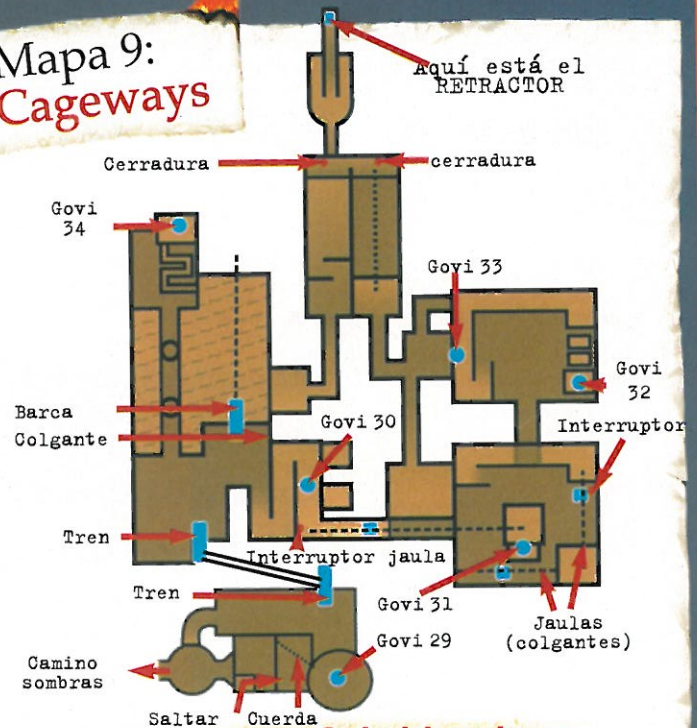 Mapa 9:
Cageways
Aquí está el
RETRACTOR
Cerradura
cerradura
Govi
34
Govi 33
Govi
32
Barca
Colgante
Govi 30
Interruptor
Tren
Interruptor jaula
Tren
Govi 31
Jaulas
(colgantes)
Govi 29
Camino
sombras
Saltar
Cuerda